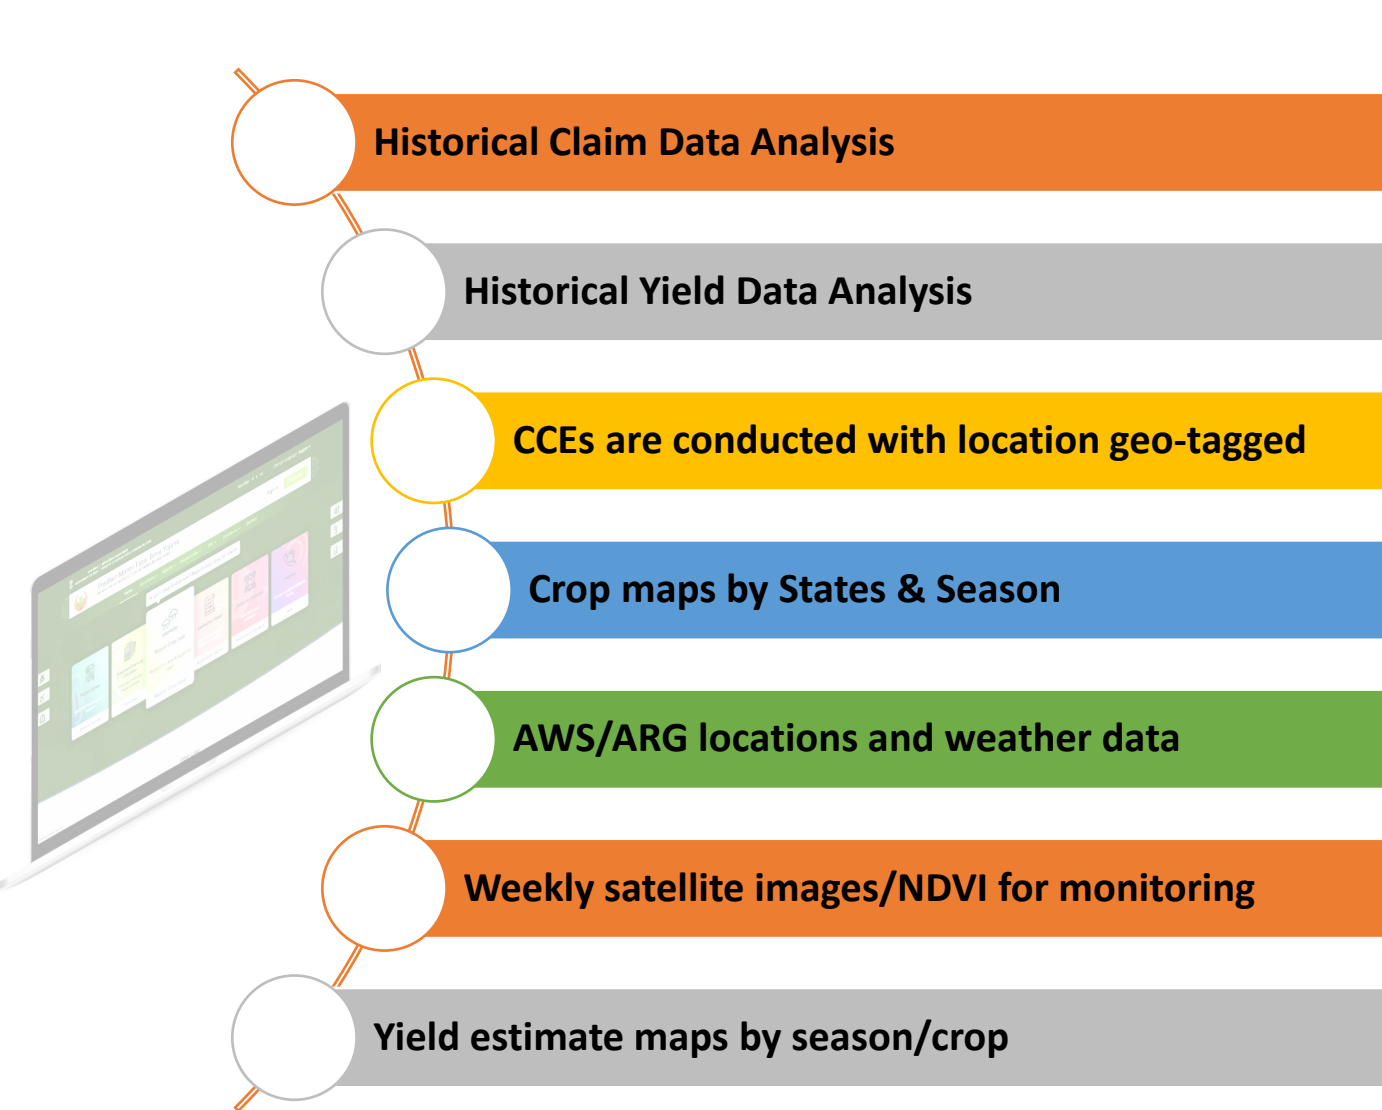 Historical Claim Data Analysis
Historical Yield Data Analysis
CCEs are conducted with location geo-tagged
Crop maps by States & Season
AWS/ARG locations and weather data
Weekly satellite images/NDVI for monitoring
Yield estimate maps by season/crop